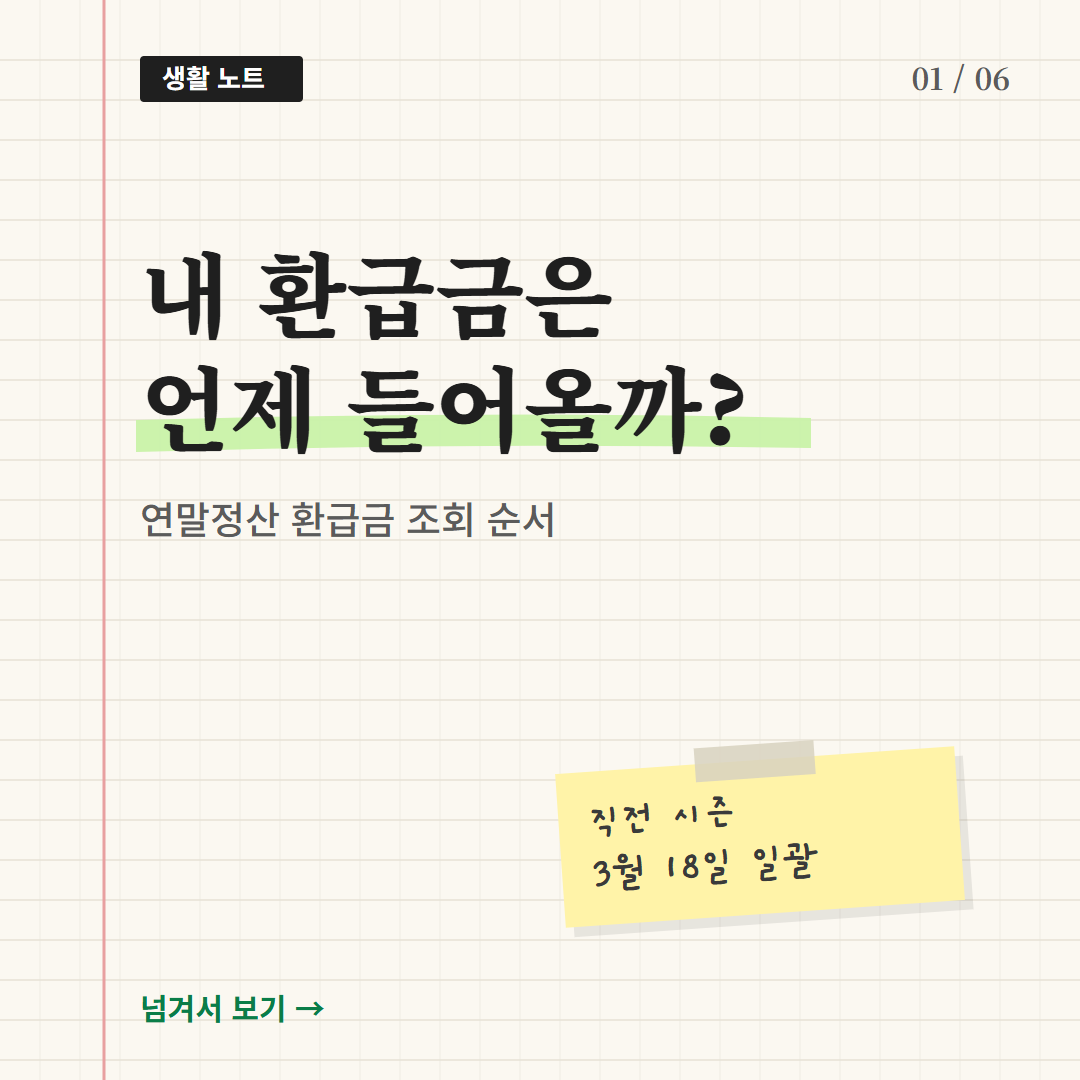 생활 노트
01 / 06
내 환급금은
언제 들어올까?
연말정산 환급금 조회 순서
직전 시즌
3월 18일 일괄
넘겨서 보기 →